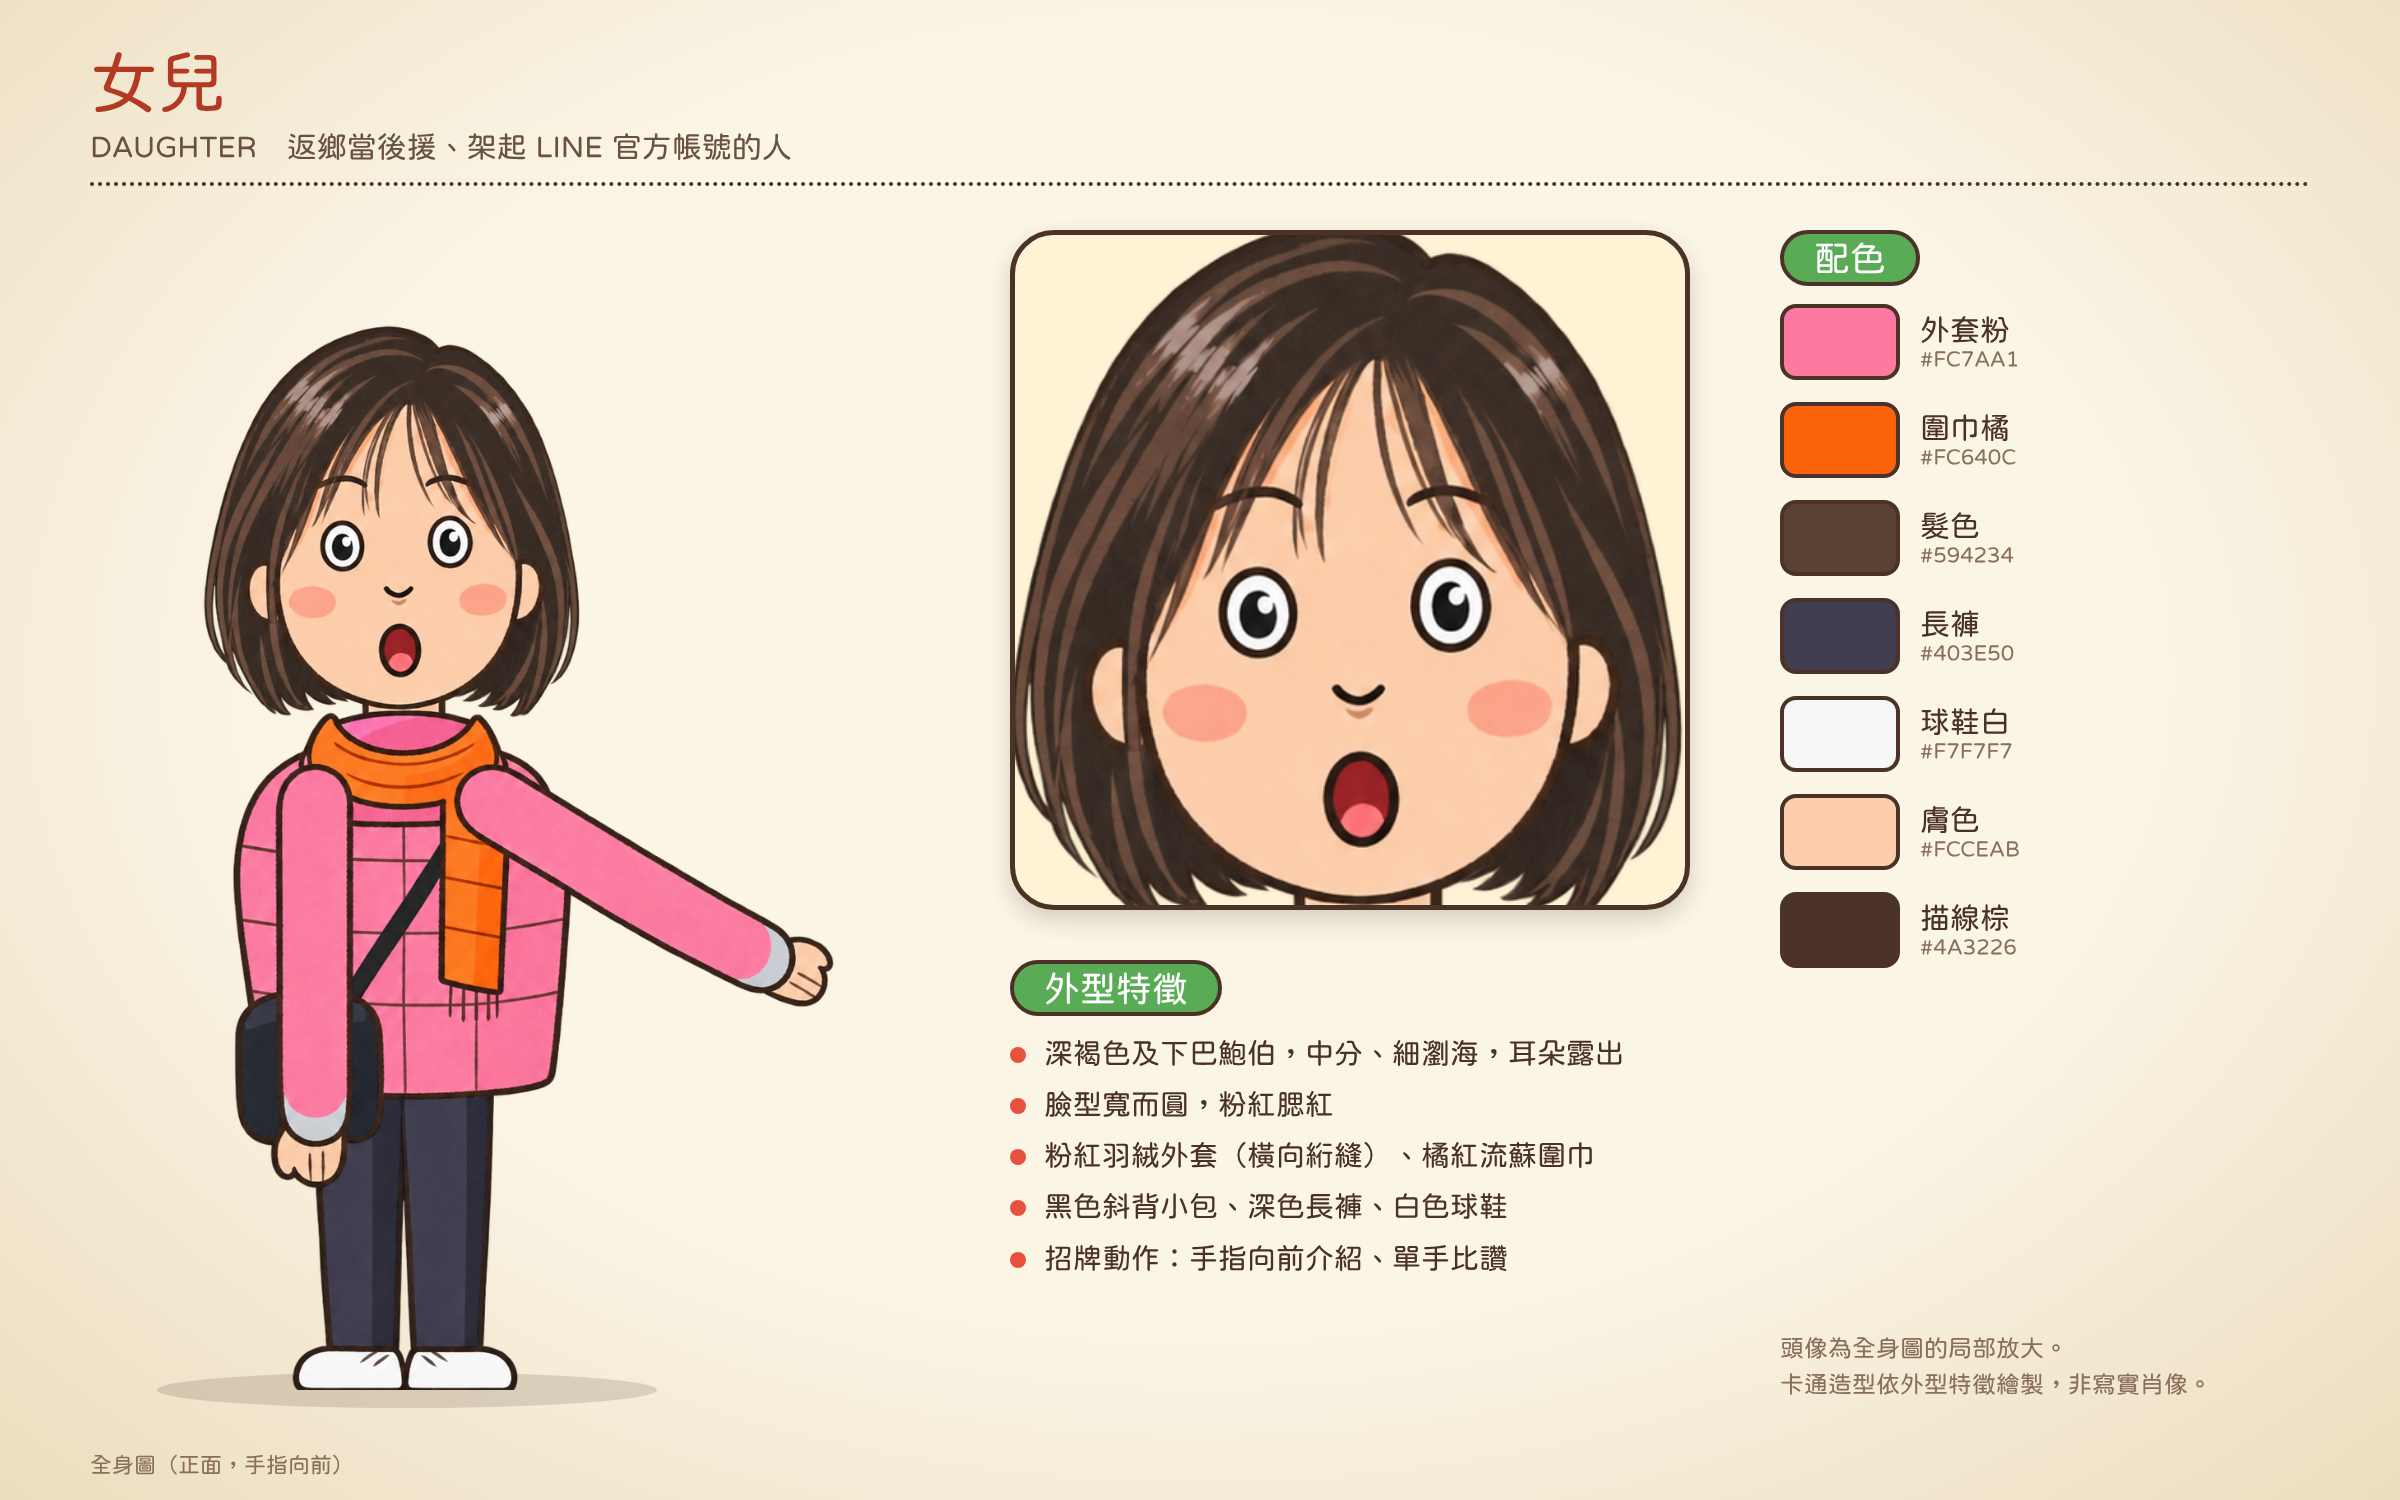 女兒
DAUGHTER 返鄉當後援、架起 LINE 官方帳號的人
配色
外套粉
#FC7AA1
圍巾橘
#FC640C
髮色
#594234
長褲
#403E50
球鞋白
#F7F7F7
膚色
#FCCEAB
描線棕
#4A3226
外型特徵
深褐色及下巴鮑伯，中分、細瀏海，耳朵露出
臉型寬而圓，粉紅腮紅
粉紅羽絨外套（橫向絎縫）、橘紅流蘇圍巾
黑色斜背小包、深色長褲、白色球鞋
招牌動作：手指向前介紹、單手比讚
頭像為全身圖的局部放大。
卡通造型依外型特徵繪製，非寫實肖像。
全身圖（正面，手指向前）